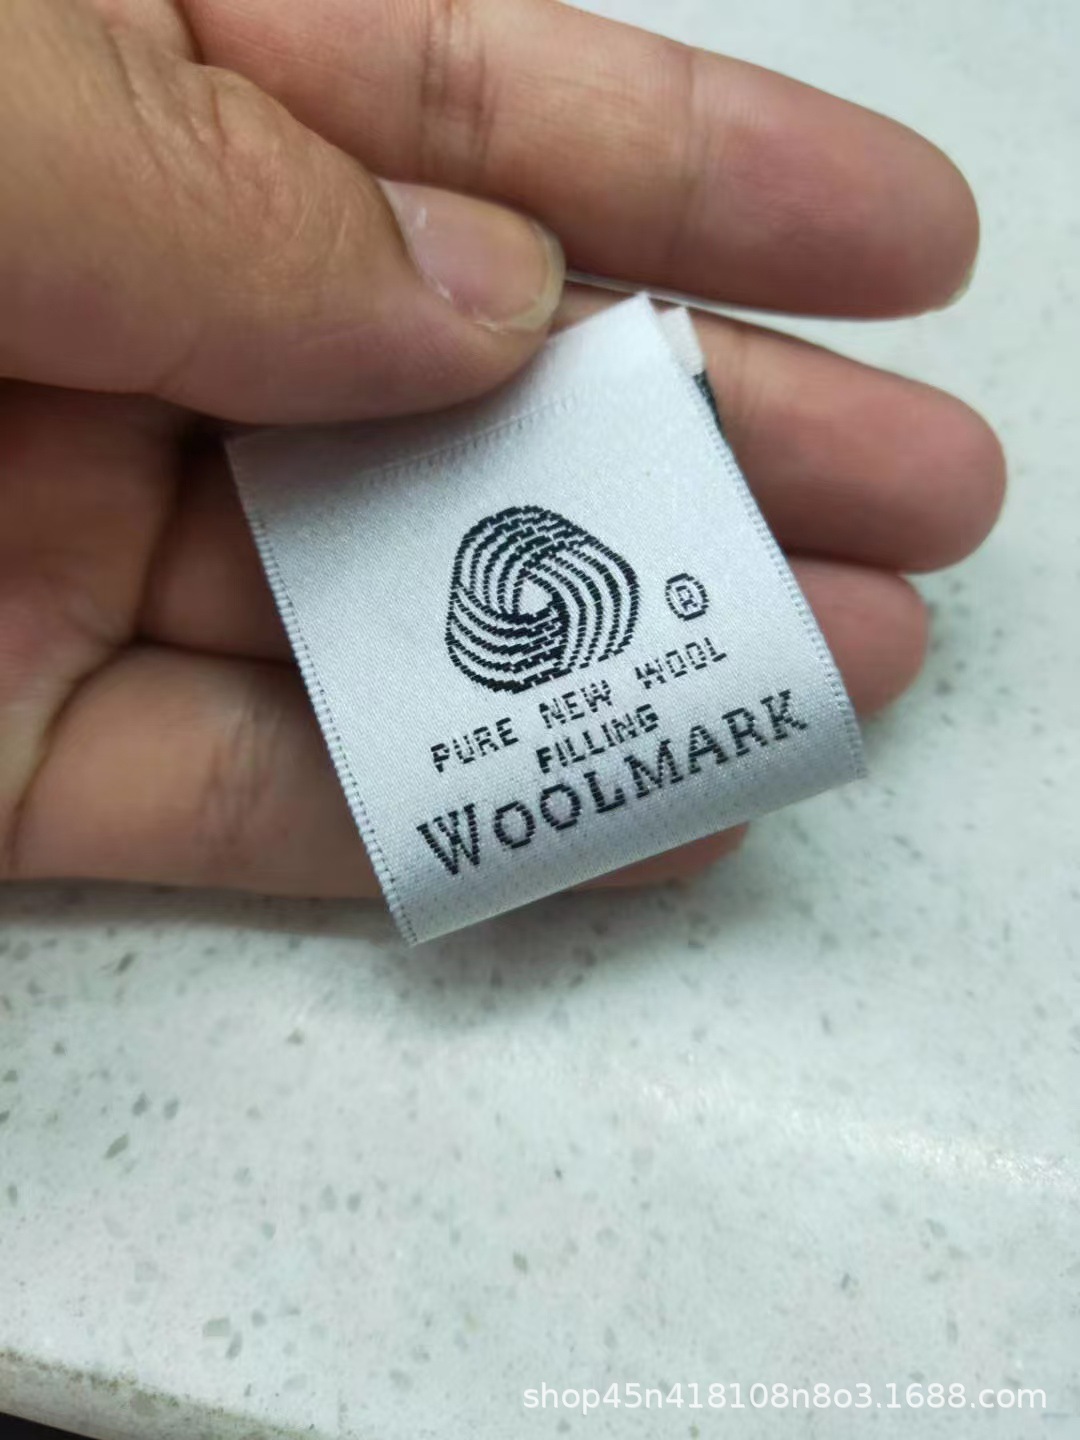 ®
PURE NEW WOOL
FILLING
WOOLMARK
shop45n418108n8o3.1688.com